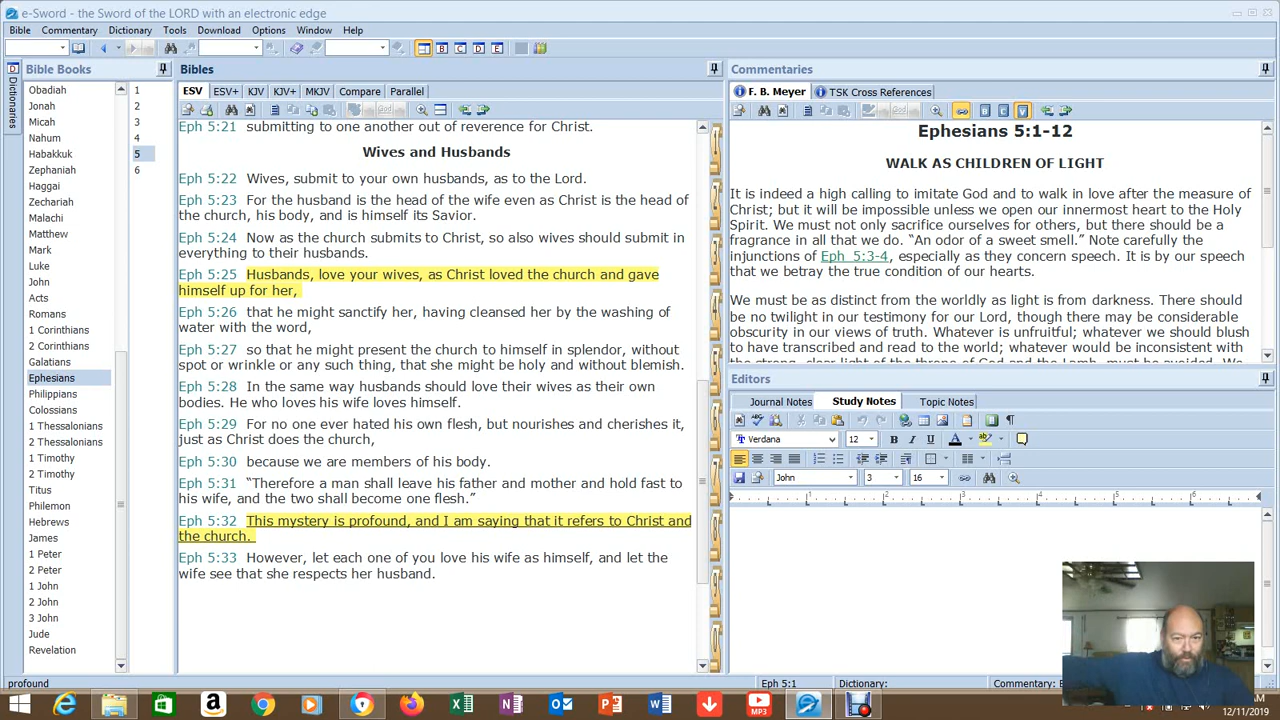 e-Sword - the Sword of the LORD with an electronic edge
Bible Commentary Dictionary Tools Download Options Window Help
B C D E
Dictionaries
Bible Books
Obadiah
Jonah
Micah
Nahum
Habakkuk
Zephaniah
Haggai
Zechariah
Malachi
Matthew
Mark
Luke
John
Acts
Romans
1 Corinthians
2 Corinthians
Galatians
Ephesians
Philippians
Colossians
1 Thessalonians
2 Thessalonians
1 Timothy
2 Timothy
Titus
Philemon
Hebrews
James
1 Peter
2 Peter
1 John
2 John
3 John
Jude
Revelation
1
2
3
4
5
6
Bibles
ESV ESV+ KJV KJV+ MKJV Compare Parallel
Eph 5:21 submitting to one another out of reverence for Christ.
Wives and Husbands
Eph 5:22 Wives, submit to your own husbands, as to the Lord.
Eph 5:23 For the husband is the head of the wife even as Christ is the head of
the church, his body, and is himself its Savior.
Eph 5:24 Now as the church submits to Christ, so also wives should submit in
everything to their husbands.
Eph 5:25 Husbands, love your wives, as Christ loved the church and gave
himself up for her,
Eph 5:26 that he might sanctify her, having cleansed her by the washing of
water with the word,
Eph 5:27 so that he might present the church to himself in splendor, without
spot or wrinkle or any such thing, that she might be holy and without blemish.
Eph 5:28 In the same way husbands should love their wives as their own
bodies. He who loves his wife loves himself.
Eph 5:29 For no one ever hated his own flesh, but nourishes and cherishes it,
just as Christ does the church,
Eph 5:30 because we are members of his body.
Eph 5:31 “Therefore a man shall leave his father and mother and hold fast to
his wife, and the two shall become one flesh.”
Eph 5:32 This mystery is profound, and I am saying that it refers to Christ and
the church.
Eph 5:33 However, let each one of you love his wife as himself, and let the
wife see that she respects her husband.
Commentaries
F. B. Meyer TSK Cross References
Ephesians 5:1-12
WALK AS CHILDREN OF LIGHT
It is indeed a high calling to imitate God and to walk in love after the measure of
Christ; but it will be impossible unless we open our innermost heart to the Holy
Spirit. We must not only sacrifice ourselves for others, but there should be a
fragrance in all that we do. “An odor of a sweet smell.” Note carefully the
injunctions of Eph 5:3-4, especially as they concern speech. It is by our speech
that we betray the true condition of our hearts.
We must be as distinct from the worldly as light is from darkness. There should
be no twilight in our testimony for our Lord, though there may be considerable
obscurity in our views of truth. Whatever is unfruitful; whatever we should blush
to have transcribed and read to the world; whatever would be inconsistent with
the strong, clear light of the throne of God and the Lamb, must be avoided. We
Editors
Journal Notes Study Notes Topic Notes
Verdana 12 B I U A
John 3 16
1 2 3 4 5 6
profound
Eph 5:1
Dictionary:
Commentary: E
MP3
12/11/2019